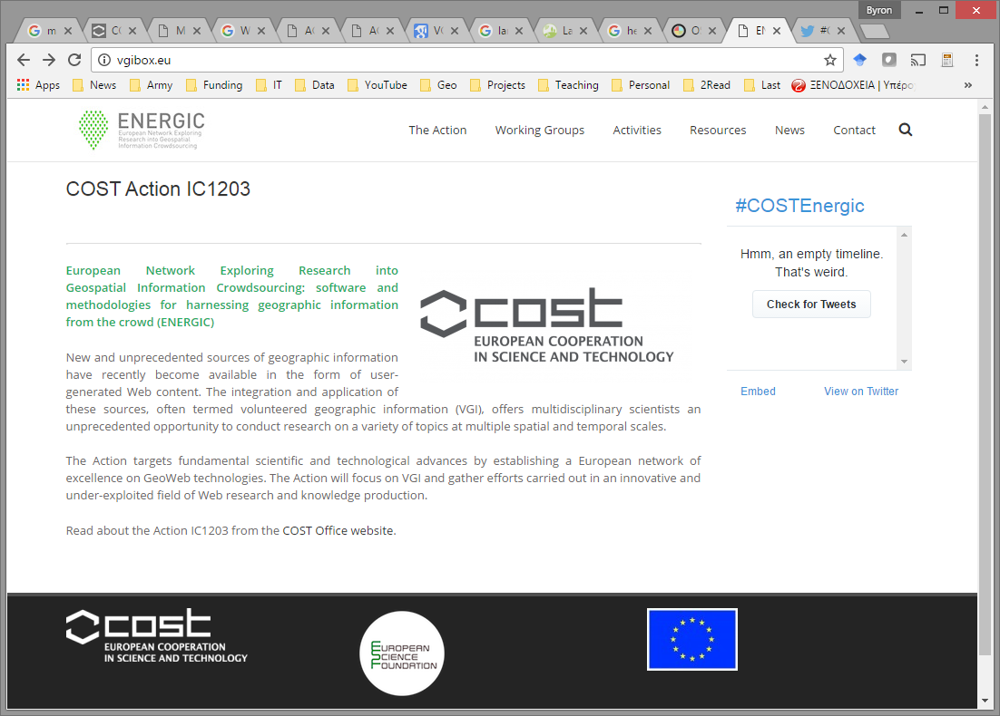 Byron
m
CO
M
W
A
A
VG
la
La
he
O
EN
#C
vgibox.eu
Apps News Army Funding IT Data YouTube Geo Projects Teaching Personal 2Read Last ΞΕΝΟΔΟΧΕΙΑ | Υπέρο »
ENERGIC
European Network Exploring
Research into Geospatial
Information Crowdsourcing
The Action Working Groups Activities Resources News Contact
COST Action IC1203
European Network Exploring Research into
Geospatial Information Crowdsourcing: software and
methodologies for harnessing geographic information
from the crowd (ENERGIC)
cost
EUROPEAN COOPERATION
IN SCIENCE AND TECHNOLOGY
New and unprecedented sources of geographic information
have recently become available in the form of user-
generated Web content. The integration and application of
these sources, often termed volunteered geographic information (VGI), offers multidisciplinary scientists an
unprecedented opportunity to conduct research on a variety of topics at multiple spatial and temporal scales.
The Action targets fundamental scientific and technological advances by establishing a European network of
excellence on GeoWeb technologies. The Action will focus on VGI and gather efforts carried out in an innovative and
under-exploited field of Web research and knowledge production.
Read about the Action IC1203 from the COST Office website.
#COSTEnergic
Hmm, an empty timeline.
That's weird.
Check for Tweets
Embed View on Twitter
cost
EUROPEAN COOPERATION
IN SCIENCE AND TECHNOLOGY
EUROPEAN
SCIENCE
FOUNDATION